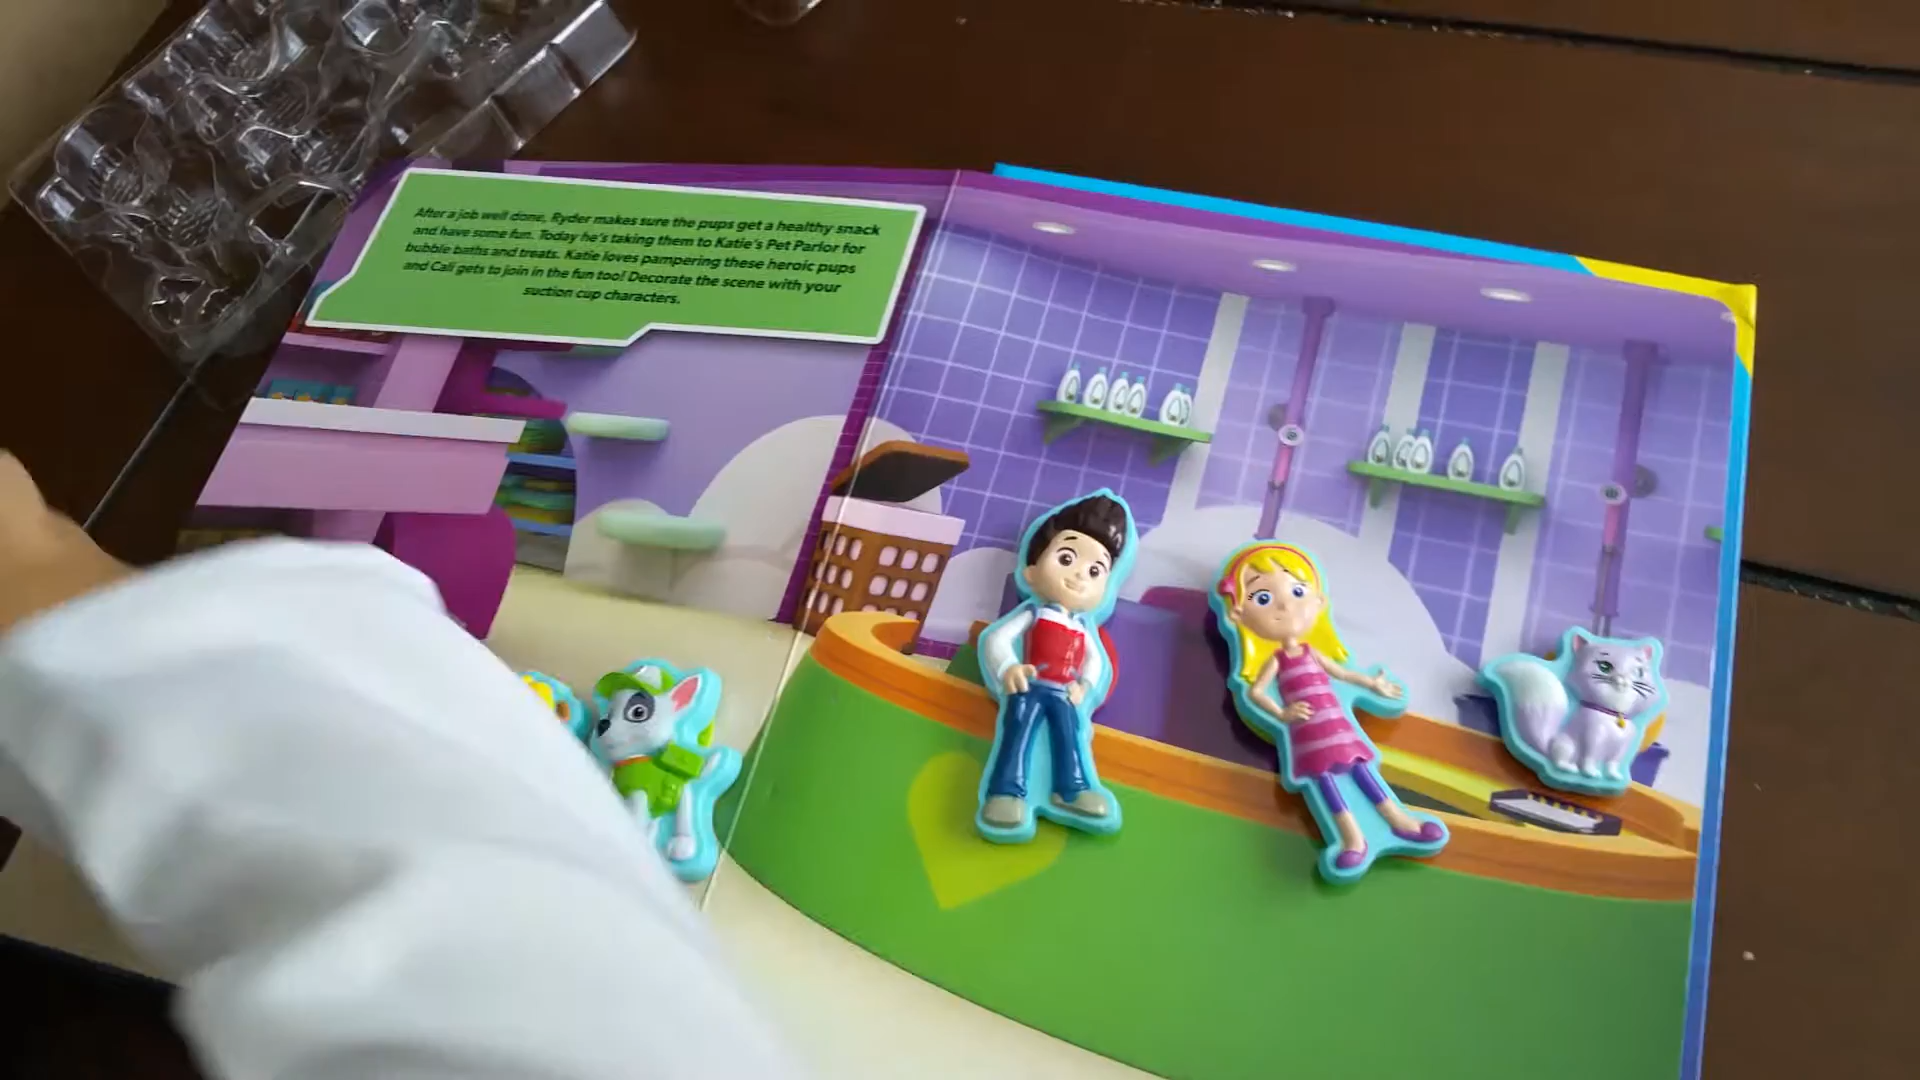 After a job well done, Ryder makes sure the pups get a healthy snack
and have some fun. Today he's taking them to Katie's Pet Parlor for
bubble baths and treats. Katie loves pampering these heroic pups
and Cali gets to join in the fun too! Decorate the scene with your
suction cup characters.